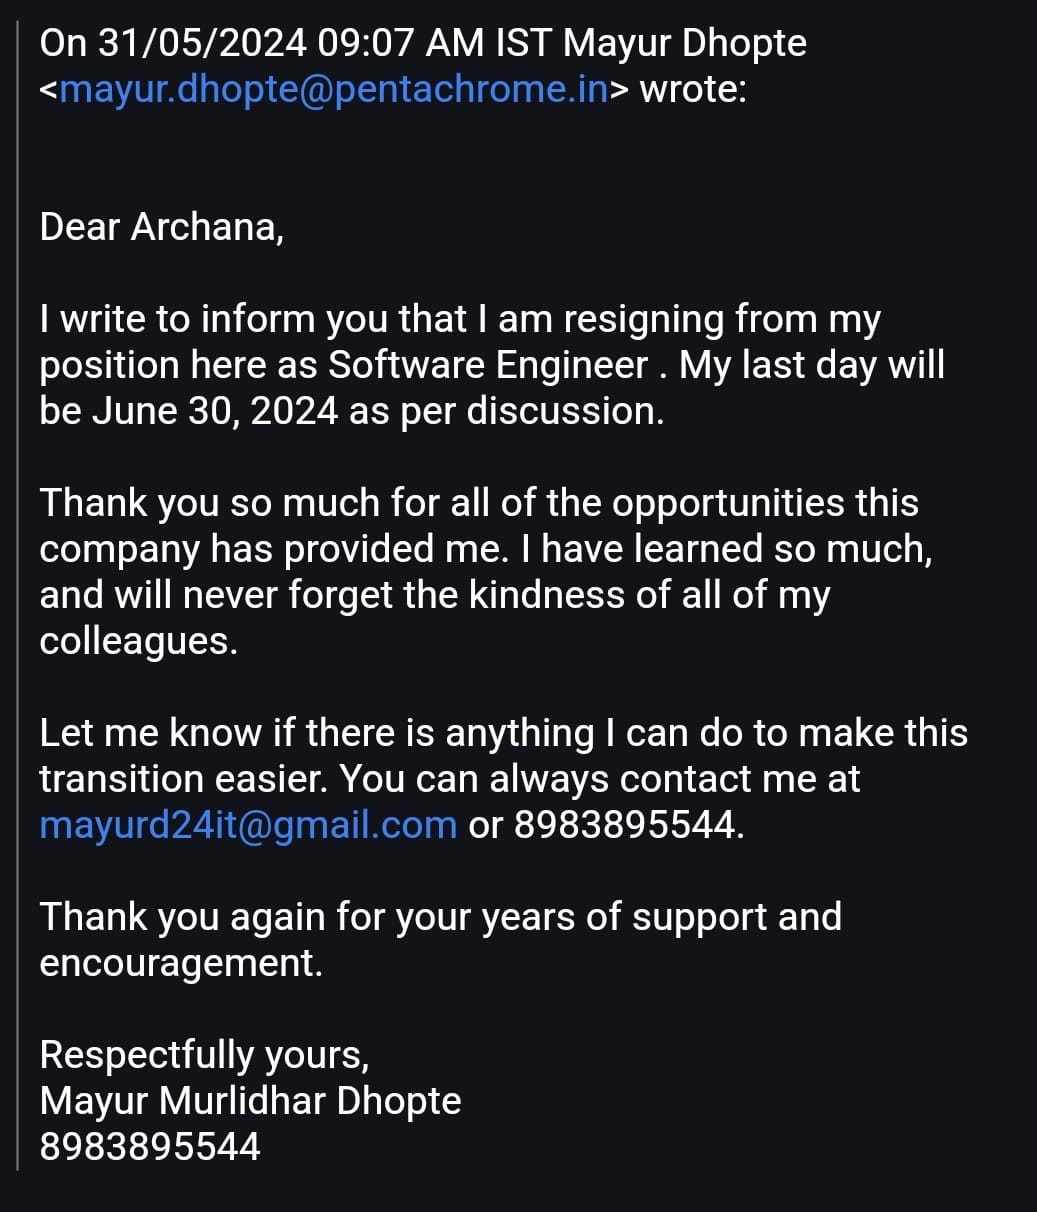 On 31/05/2024 09:07 AM IST Mayur Dhopte
<mayur.dhopte@pentachrome.in> wrote:
Dear Archana,
I write to inform you that I am resigning from my
position here as Software Engineer . My last day will
be June 30, 2024 as per discussion.
Thank you so much for all of the opportunities this
company has provided me. I have learned so much,
and will never forget the kindness of all of my
colleagues.
Let me know if there is anything I can do to make this
transition easier. You can always contact me at
mayurd24it@gmail.com or 8983895544.
Thank you again for your years of support and
encouragement.
Respectfully yours,
Mayur Murlidhar Dhopte
8983895544